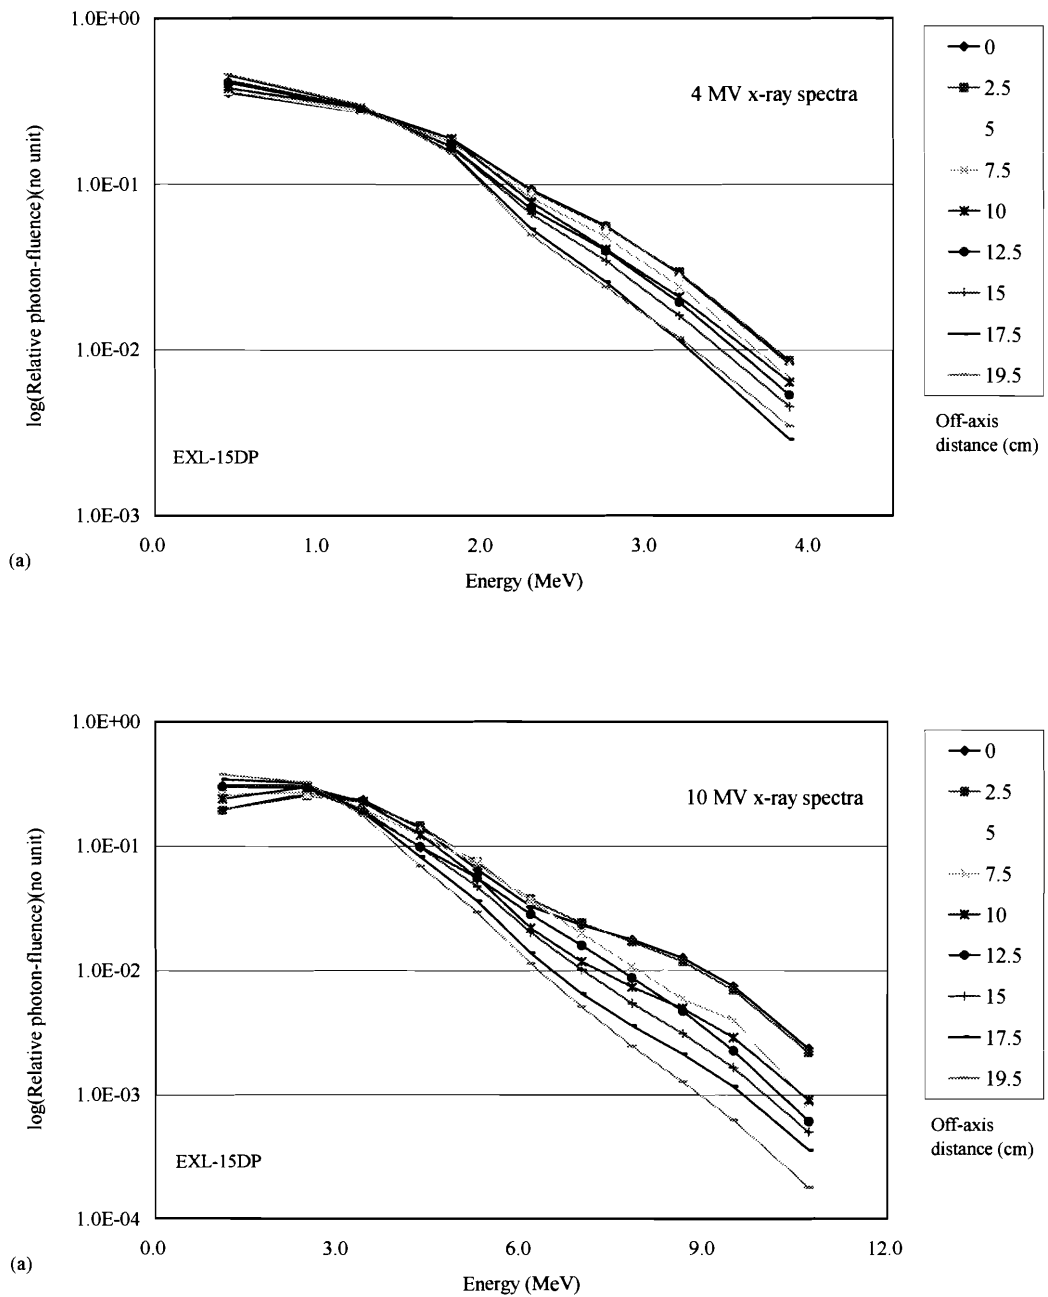 1.0E+00
1.0E-01
1.0E-02
1.0E-03
log(Relative photon-fluence)(no unit)
4 MV x-ray spectra
EXL-15DP
0.0 1.0 2.0 3.0 4.0
Energy (MeV)
(a)
0
2.5
5
7.5
10
12.5
15
17.5
19.5
Off-axis
distance (cm)
1.0E+00
1.0E-01
1.0E-02
1.0E-03
1.0E-04
log(Relative photon-fluence)(no unit)
10 MV x-ray spectra
EXL-15DP
0.0 3.0 6.0 9.0 12.0
Energy (MeV)
(a)
0
2.5
5
7.5
10
12.5
15
17.5
19.5
Off-axis
distance (cm)